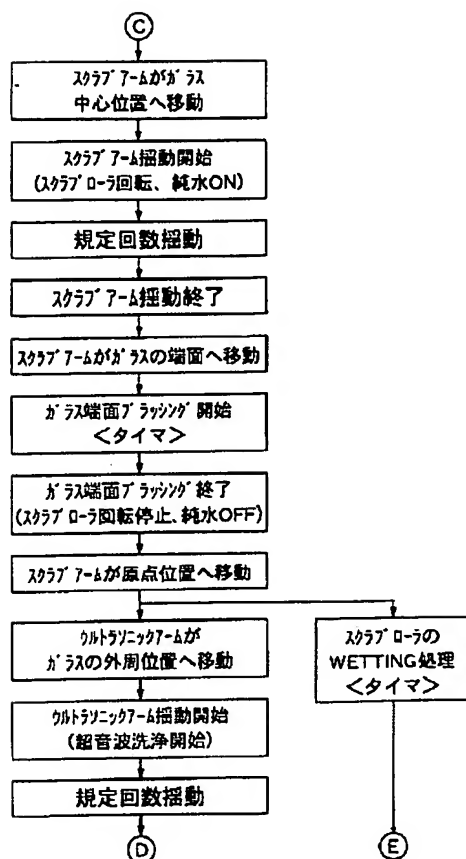 C
スクラブアームがガラス
中心位置へ移動
スクラブアーム揺動開始
(スクラブローラ回転、純水ON)
規定回数揺動
スクラブアーム揺動終了
スクラブアームがガラスの端面へ移動
ガラス端面ブラッシング開始
<タイマ>
ガラス端面ブラッシング終了
(スクラブローラ回転停止、純水OFF)
スクラブアームが原点位置へ移動
ウルトラソニックアームが
ガラスの外周位置へ移動
ウルトラソニックアーム揺動開始
(超音波洗浄開始)
規定回数揺動
D
スクラブローラの
WETTING処理
<タイマ>
E